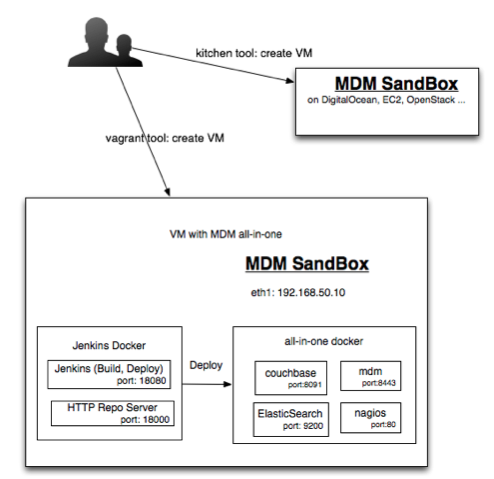 kitchen tool: create VM
MDM SandBox
on DigitalOcean, EC2, OpenStack ...
vagrant tool: create VM
VM with MDM all-in-one
MDM SandBox
eth1: 192.168.50.10
Jenkins Docker
Jenkins (Build, Deploy)
port: 18080
HTTP Repo Server
port: 18000
Deploy
all-in-one docker
couchbase
port:8091
mdm
port:8443
ElasticSearch
port: 9200
nagios
port:80